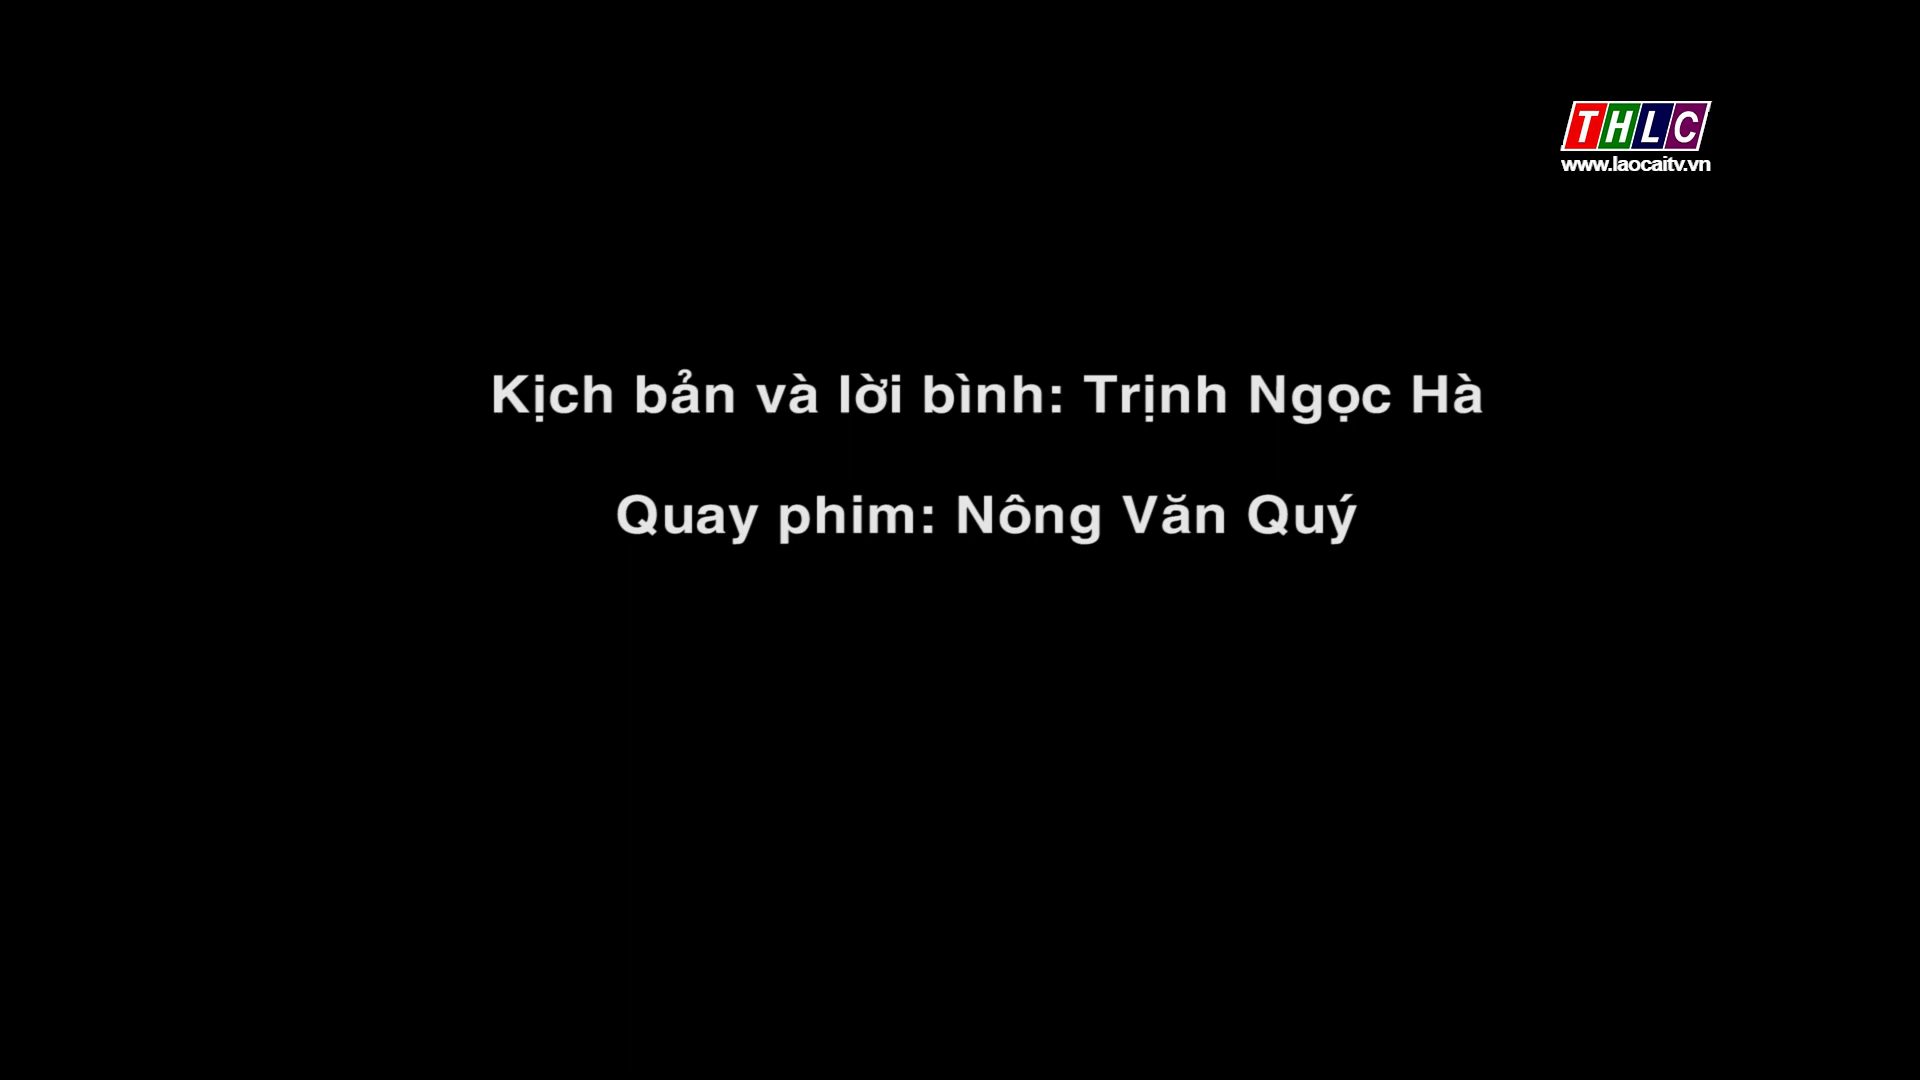 THLC
www.laocaitv.vn
Kịch bản và lời bình: Trịnh Ngọc Hà
Quay phim: Nông Văn Quý